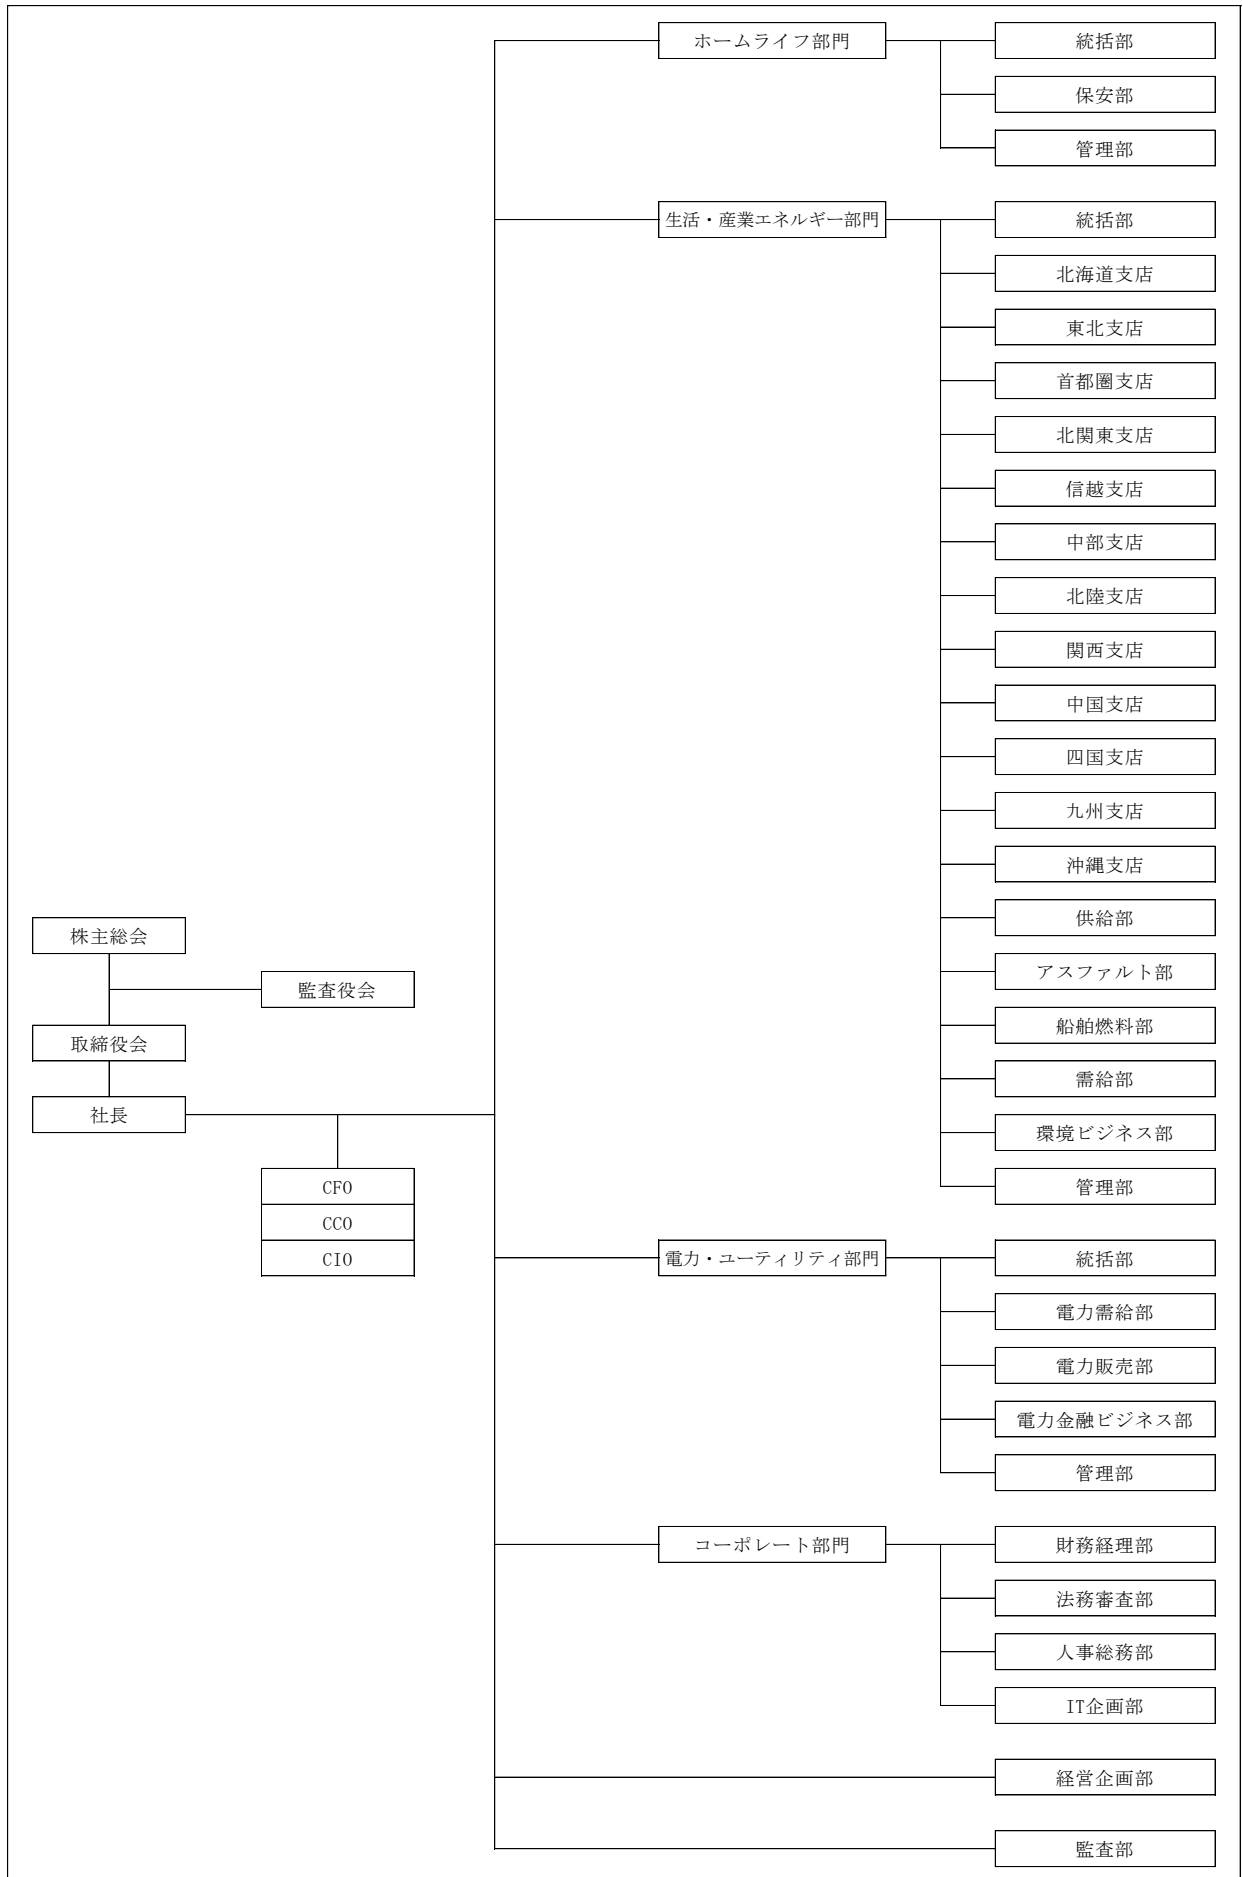 ホームライフ部門
統括部
保安部
管理部
生活・産業エネルギー部門
統括部
北海道支店
東北支店
首都圏支店
北関東支店
信越支店
中部支店
北陸支店
関西支店
中国支店
四国支店
九州支店
沖縄支店
供給部
アスファルト部
船舶燃料部
需給部
環境ビジネス部
管理部
株主総会
監査役会
取締役会
社長
CFO
CCO
CIO
電力・ユーティリティ部門
統括部
電力需給部
電力販売部
電力金融ビジネス部
管理部
コーポレート部門
財務経理部
法務審査部
人事総務部
IT企画部
経営企画部
監査部